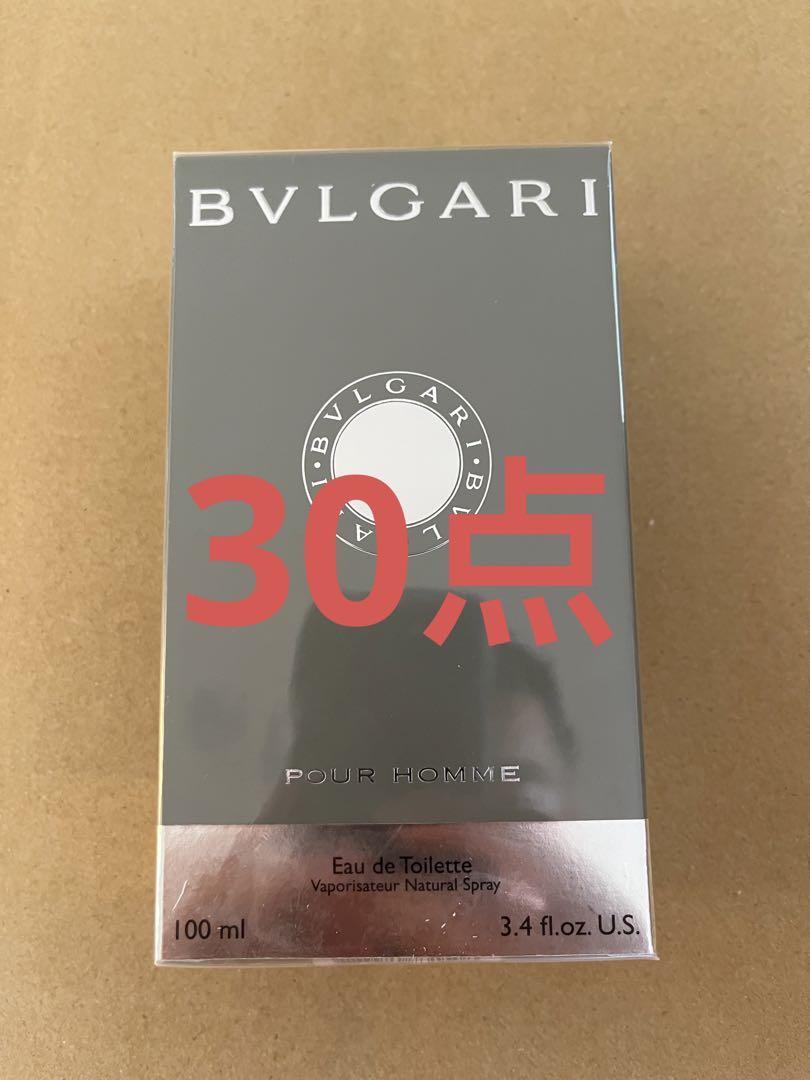 BVLGARI
BVLGARI • BVLGARI
30点
POUR HOMME
Eau de Toilette
Vaporisateur Natural Spray
100 ml 3.4 fl.oz. U.S.